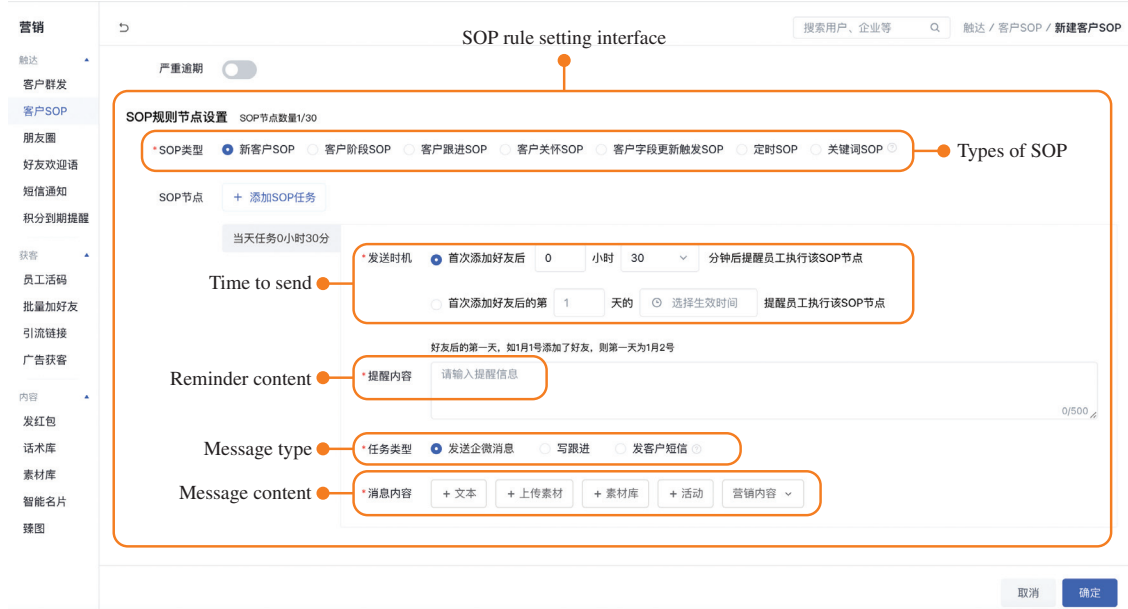 营销
搜索用户、企业等
触达 / 客户SOP / 新建客户SOP
SOP rule setting interface
触达
客户群发
客户SOP
朋友圈
好友欢迎语
短信通知
积分到期提醒
获客
员工活码
批量加好友
引流链接
广告获客
内容
发红包
话术库
素材库
智能名片
臻图
严重逾期
SOP规则节点设置 SOP节点数量1/30
*SOP类型 新客户SOP 客户阶段SOP 客户跟进SOP 客户关怀SOP 客户字段更新触发SOP 定时SOP 关键词SOP ?
Types of SOP
SOP节点 + 添加SOP任务
当天任务0小时30分
Time to send
*发送时机 首次添加好友后 0 小时 30 分钟后提醒员工执行该SOP节点
首次添加好友后的第 1 天的 选择生效时间 提醒员工执行该SOP节点
好友后的第一天，如1月1号添加了好友，则第一天为1月2号
Reminder content
*提醒内容 请输入提醒信息
0/500
Message type
*任务类型 发送企微消息 写跟进 发客户短信 ?
Message content
*消息内容 + 文本 + 上传素材 + 素材库 + 活动 营销内容
取消 确定